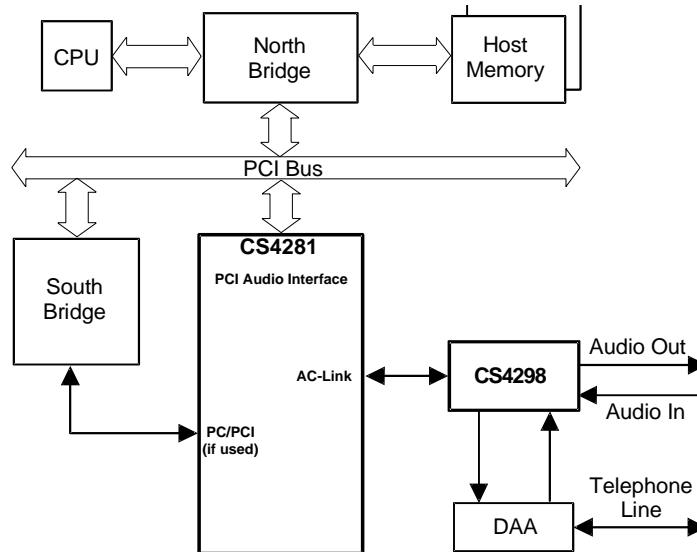 CPU
North
Bridge
Host
Memory
PCI Bus
South
Bridge
CS4281
PCI Audio Interface
AC-Link
PC/PCI
(if used)
CS4298
Audio Out
Audio In
DAA
Telephone
Line